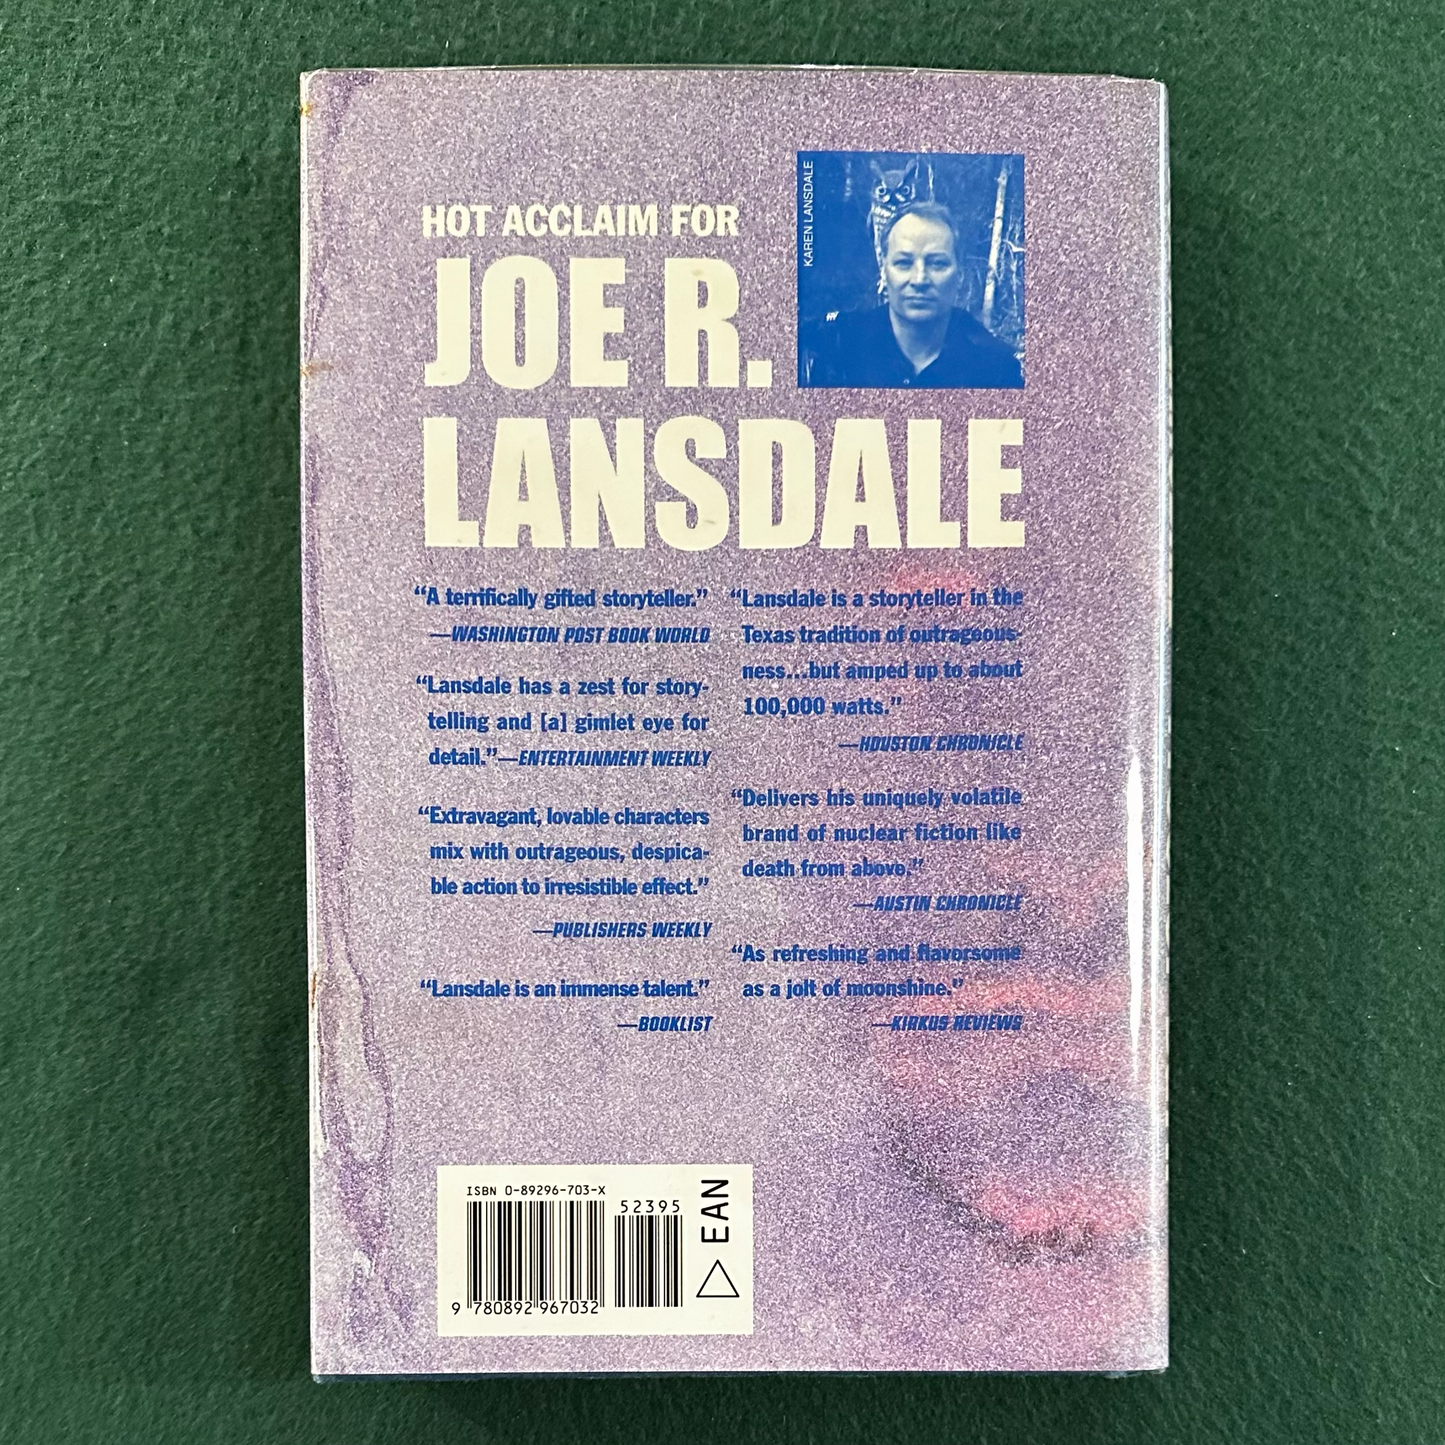 KAREN LANSDALE
HOT ACCLAIM FOR
JOE R.
LANSDALE
“A terrifically gifted storyteller.”
—WASHINGTON POST BOOK WORLD
“Lansdale has a zest for story-
telling and [a] gimlet eye for
detail.”—ENTERTAINMENT WEEKLY
“Extravagant, lovable characters
mix with outrageous, despica-
ble action to irresistible effect.”
—PUBLISHERS WEEKLY
“Lansdale is an immense talent.”
—BOOKLIST
“Lansdale is a storyteller in the
Texas tradition of outrageous-
ness...but amped up to about
100,000 watts.”
—HOUSTON CHRONICLE
“Delivers his uniquely volatile
brand of nuclear fiction like
death from above.”
—AUSTIN CHRONICLE
“As refreshing and flavorsome
as a jolt of moonshine.”
—KIRKUS REVIEWS
ISBN 0-89296-703-X
52395
9 780892 967032
EAN